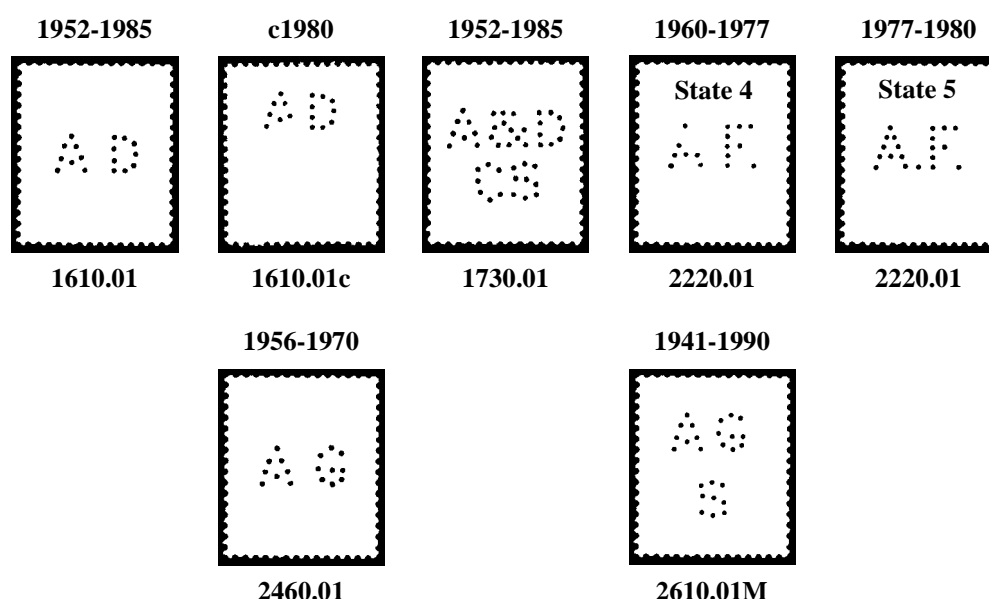 1952-1985 c1980 1952-1985 1960-1977 1977-1980
State 4 State 5
A D A D A&D A F. A.F.
CS
1610.01 1610.01c 1730.01 2220.01 2220.01
1956-1970 1941-1990
A G A G
S
2460.01 2610.01M